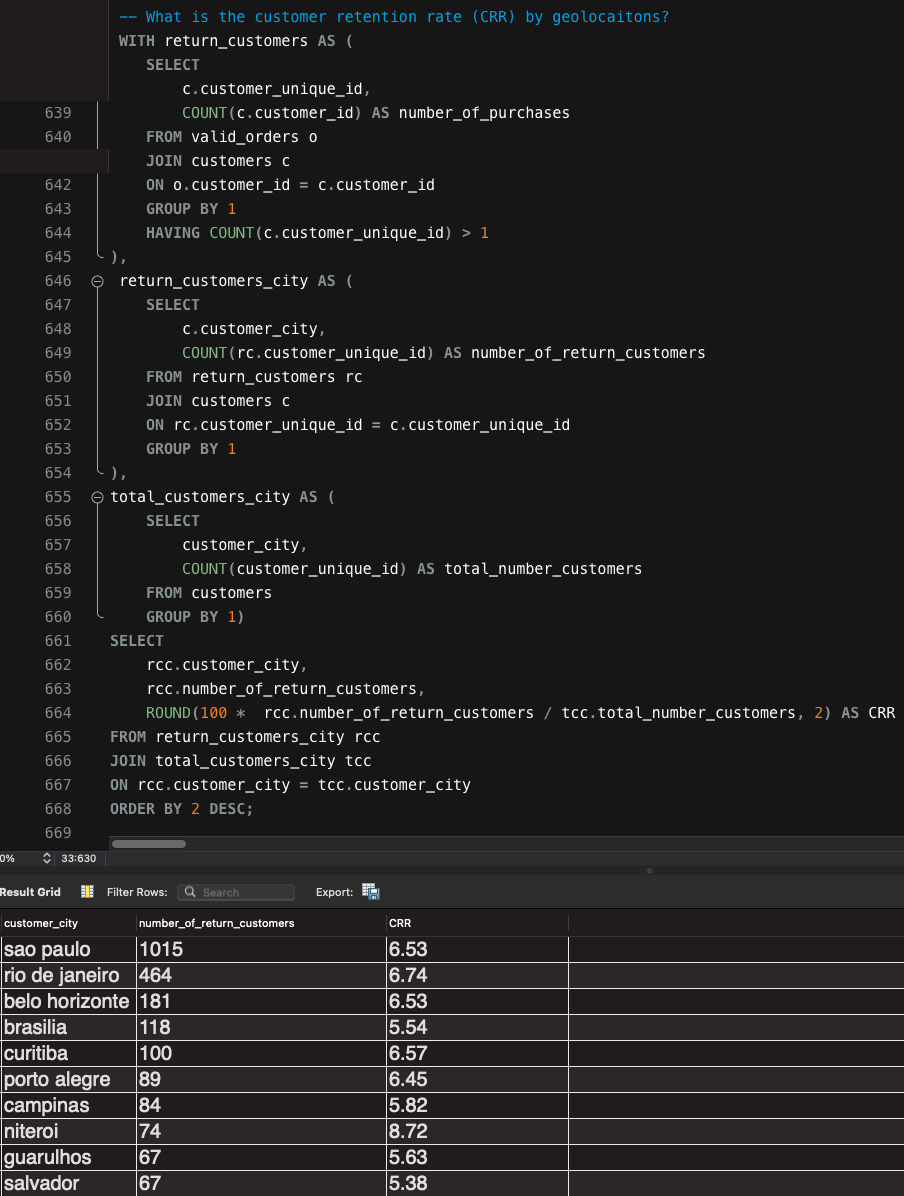 -- What is the customer retention rate (CRR) by geolocaitons?
WITH return_customers AS (
SELECT
c.customer_unique_id,
639 COUNT(c.customer_id) AS number_of_purchases
640 FROM valid_orders o
JOIN customers c
642 ON o.customer_id = c.customer_id
643 GROUP BY 1
644 HAVING COUNT(c.customer_unique_id) > 1
645 ),
646 return_customers_city AS (
647 SELECT
648 c.customer_city,
649 COUNT(rc.customer_unique_id) AS number_of_return_customers
650 FROM return_customers rc
651 JOIN customers c
652 ON rc.customer_unique_id = c.customer_unique_id
653 GROUP BY 1
654 ),
655 total_customers_city AS (
656 SELECT
657 customer_city,
658 COUNT(customer_unique_id) AS total_number_customers
659 FROM customers
660 GROUP BY 1)
661 SELECT
662 rcc.customer_city,
663 rcc.number_of_return_customers,
664 ROUND(100 *  rcc.number_of_return_customers / tcc.total_number_customers, 2) AS CRR
665 FROM return_customers_city rcc
666 JOIN total_customers_city tcc
667 ON rcc.customer_city = tcc.customer_city
668 ORDER BY 2 DESC;
669
0% 33:630
Result Grid Filter Rows: Search Export:
customer_city number_of_return_customers CRR
sao paulo 1015 6.53
rio de janeiro 464 6.74
belo horizonte 181 6.53
brasilia 118 5.54
curitiba 100 6.57
porto alegre 89 6.45
campinas 84 5.82
niteroi 74 8.72
guarulhos 67 5.63
salvador 67 5.38